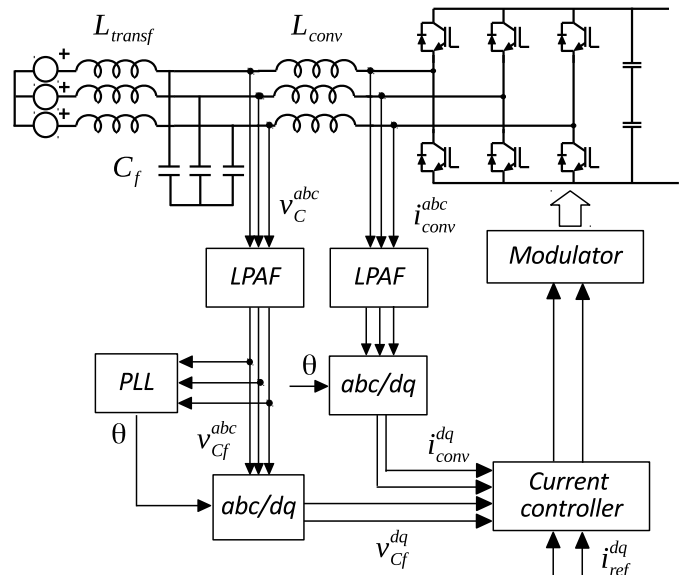 L_transf
L_conv
+
+
+
C_f
v_C^abc
i_conv^abc
LPAF
LPAF
Modulator
PLL
θ
abc/dq
θ
v_Cf^abc
i_conv^dq
abc/dq
Current
controller
v_Cf^dq
i_ref^dq